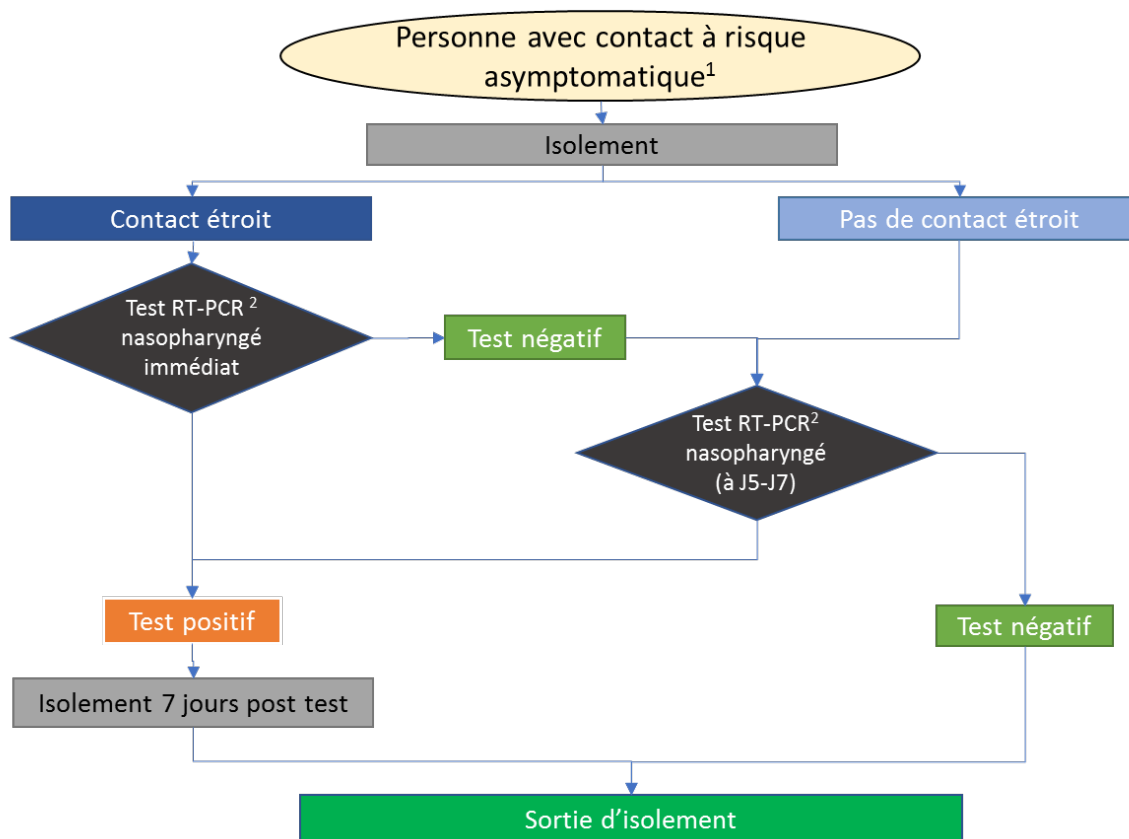 Personne avec contact à risque
asymptomatique¹
Isolement
Contact étroit
Pas de contact étroit
Test RT-PCR ²
nasopharyngé
immédiat
Test négatif
Test RT-PCR²
nasopharyngé
(à J5-J7)
Test positif
Test négatif
Isolement 7 jours post test
Sortie d’isolement